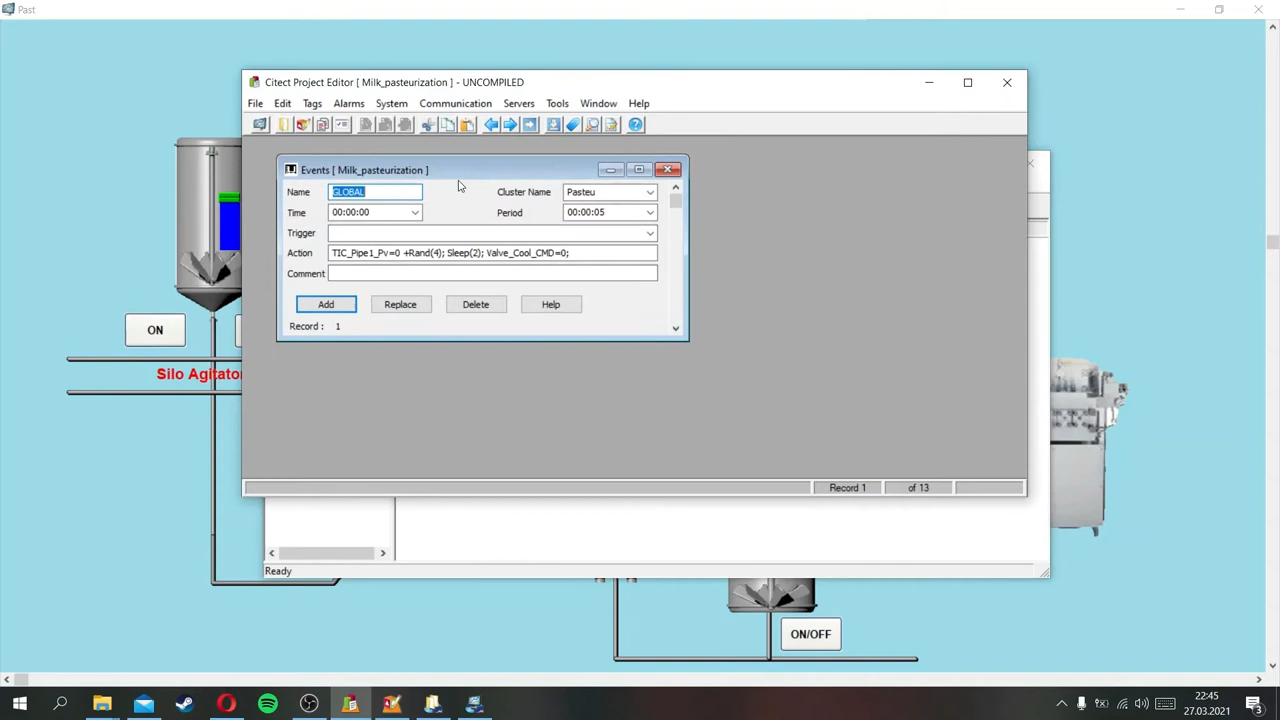 Past
Citect Project Editor [ Milk_pasteurization ] - UNCOMPILED
File Edit Tags Alarms System Communication Servers Tools Window Help
Events [ Milk_pasteurization ]
Name GLOBAL Cluster Name Pasteu
Time 00:00:00 Period 00:00:05
Trigger
Action TIC_Pipe1_Pv=0 +Rand(4); Sleep(2); Valve_Cool_CMD=0;
Comment
Add Replace Delete Help
Record : 1
ON
Silo Agitator
Record 1 of 13
Ready
ON/OFF
22:45
27.03.2021
3